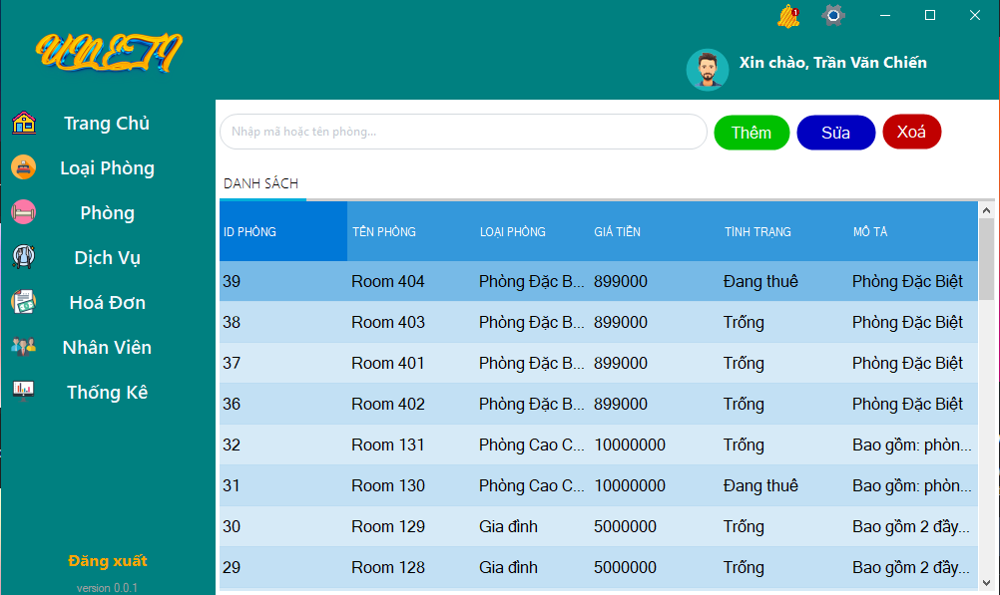 1
UNETI
Xin chào, Trần Văn Chiến
Trang Chủ
Loại Phòng
Phòng
Dịch Vụ
Hoá Đơn
Nhân Viên
Thống Kê
Đăng xuất
version 0.0.1
Nhập mã hoặc tên phòng... Thêm Sửa Xoá
DANH SÁCH
ID PHÒNG TÊN PHÒNG LOẠI PHÒNG GIÁ TIỀN TÌNH TRẠNG MÔ TẢ
39 Room 404 Phòng Đặc B... 899000 Đang thuê Phòng Đặc Biệt
38 Room 403 Phòng Đặc B... 899000 Trống Phòng Đặc Biệt
37 Room 401 Phòng Đặc B... 899000 Trống Phòng Đặc Biệt
36 Room 402 Phòng Đặc B... 899000 Trống Phòng Đặc Biệt
32 Room 131 Phòng Cao C... 10000000 Trống Bao gồm: phòn...
31 Room 130 Phòng Cao C... 10000000 Đang thuê Bao gồm: phòn...
30 Room 129 Gia đình 5000000 Trống Bao gồm 2 đầy...
29 Room 128 Gia đình 5000000 Trống Bao gồm 2 đầy...